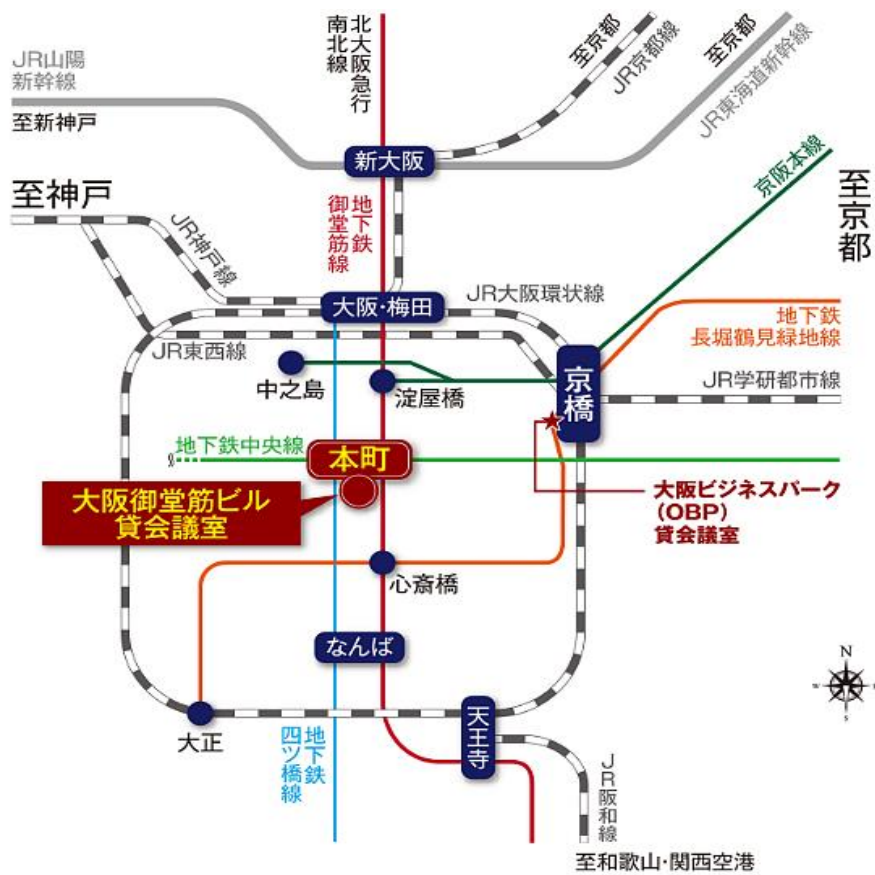 北大阪急行
南北線
至京都
JR京都線
至京都
JR東海道新幹線
JR山陽
新幹線
至新神戸
新大阪
京阪本線
至神戸
至京都
JR神戸線
地下鉄
御堂筋線
大阪・梅田
JR大阪環状線
地下鉄
長堀鶴見緑地線
JR東西線
中之島
淀屋橋
京橋
JR学研都市線
地下鉄中央線
本町
大阪御堂筋ビル
貸会議室
大阪ビジネスパーク
(OBP)
貸会議室
心斎橋
なんば
N
W
E
S
大正
地下鉄
四ツ橋線
天王寺
JR阪和線
至和歌山・関西空港